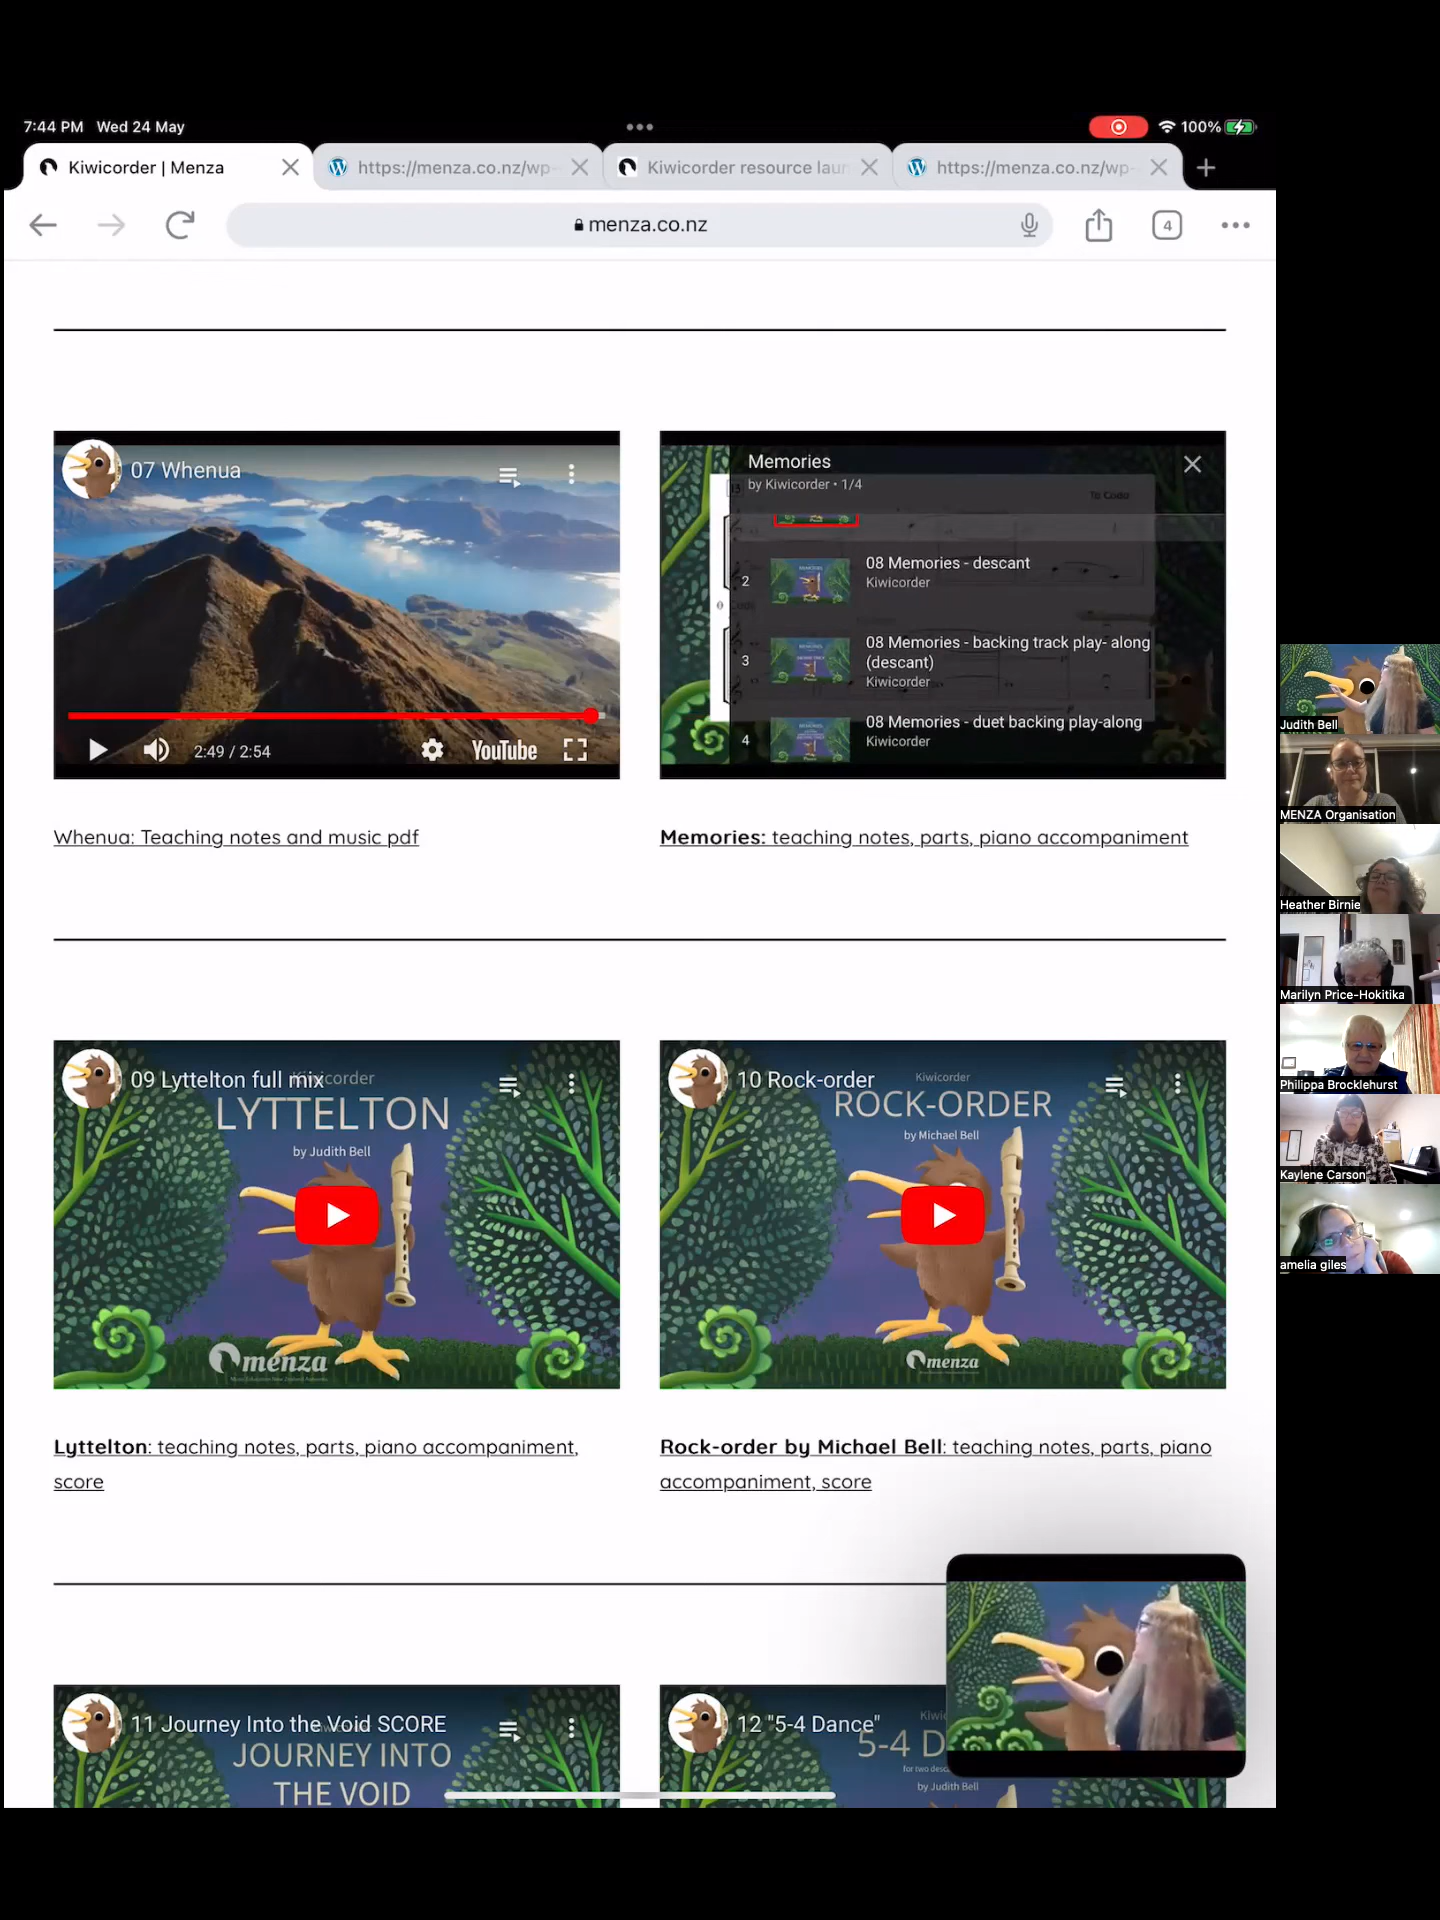 7:44 PM Wed 24 May
100%
Kiwicorder | Menza
https://menza.co.nz/wp-
Kiwicorder resource laun
https://menza.co.nz/wp-
menza.co.nz
4
07 Whenua
2:49 / 2:54
YouTube
Memories
by Kiwicorder • 1/4
13
To Coda
2
08 Memories - descant
Kiwicorder
3
08 Memories - backing track play- along
(descant)
Kiwicorder
4
08 Memories - duet backing play-along
Kiwicorder
Whenua: Teaching notes and music pdf
Memories: teaching notes, parts, piano accompaniment
09 Lyttelton full mix
Kiwicorder
LYTTELTON
by Judith Bell
menza
10 Rock-order
Kiwicorder
ROCK-ORDER
by Michael Bell
menza
Lyttelton: teaching notes, parts, piano accompaniment,
score
Rock-order by Michael Bell: teaching notes, parts, piano
accompaniment, score
11 Journey Into the Void SCORE
JOURNEY INTO
THE VOID
12 "5-4 Dance"
Kiwi
5-4 D
for two desc
by Judith Bell
Judith Bell
MENZA Organisation
Heather Birnie
Marilyn Price-Hokitika
Philippa Brocklehurst
Kaylene Carson
amelia giles